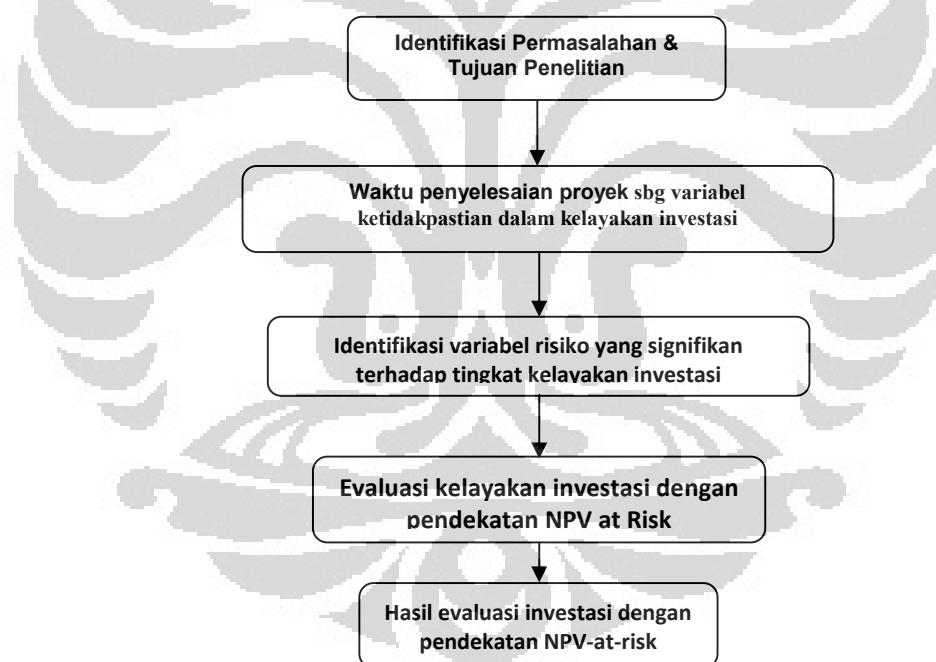 Identifikasi Permasalahan &
Tujuan Penelitian
Waktu penyelesaian proyek sbg variabel
ketidakpastian dalam kelayakan investasi
Identifikasi variabel risiko yang signifikan
terhadap tingkat kelayakan investasi
Evaluasi kelayakan investasi dengan
pendekatan NPV at Risk
Hasil evaluasi investasi dengan
pendekatan NPV-at-risk